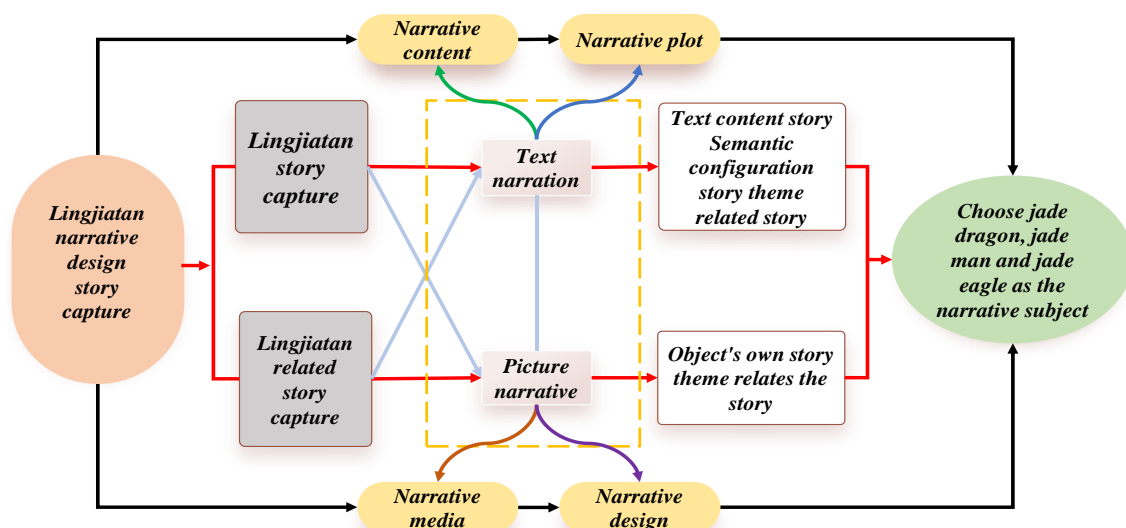 Narrative
content
Narrative plot
Lingjiatan
narrative
design
story
capture
Lingjiatan
story
capture
Text
narration
Text content story
Semantic
configuration
story theme
related story
Choose jade
dragon, jade
man and jade
eagle as the
narrative subject
Lingjiatan
related
story
capture
Picture
narrative
Object's own story
theme relates the
story
Narrative
media
Narrative
design